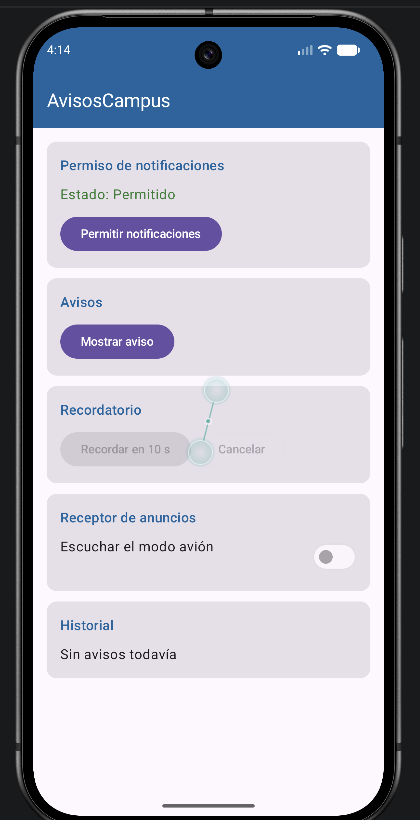 4:14
AvisosCampus
Permiso de notificaciones
Estado: Permitido
Permitir notificaciones
Avisos
Mostrar aviso
Recordatorio
Recordar en 10 s
Cancelar
Receptor de anuncios
Escuchar el modo avión
Historial
Sin avisos todavía